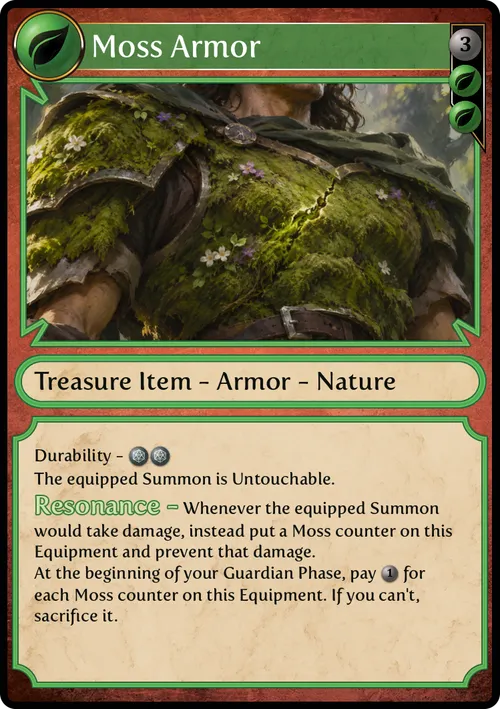 Moss Armor
3
Treasure Item - Armor - Nature
Durability -
The equipped Summon is Untouchable.
Resonance - Whenever the equipped Summon
would take damage, instead put a Moss counter on this
Equipment and prevent that damage.
At the beginning of your Guardian Phase, pay 1 for
each Moss counter on this Equipment. If you can't,
sacrifice it.